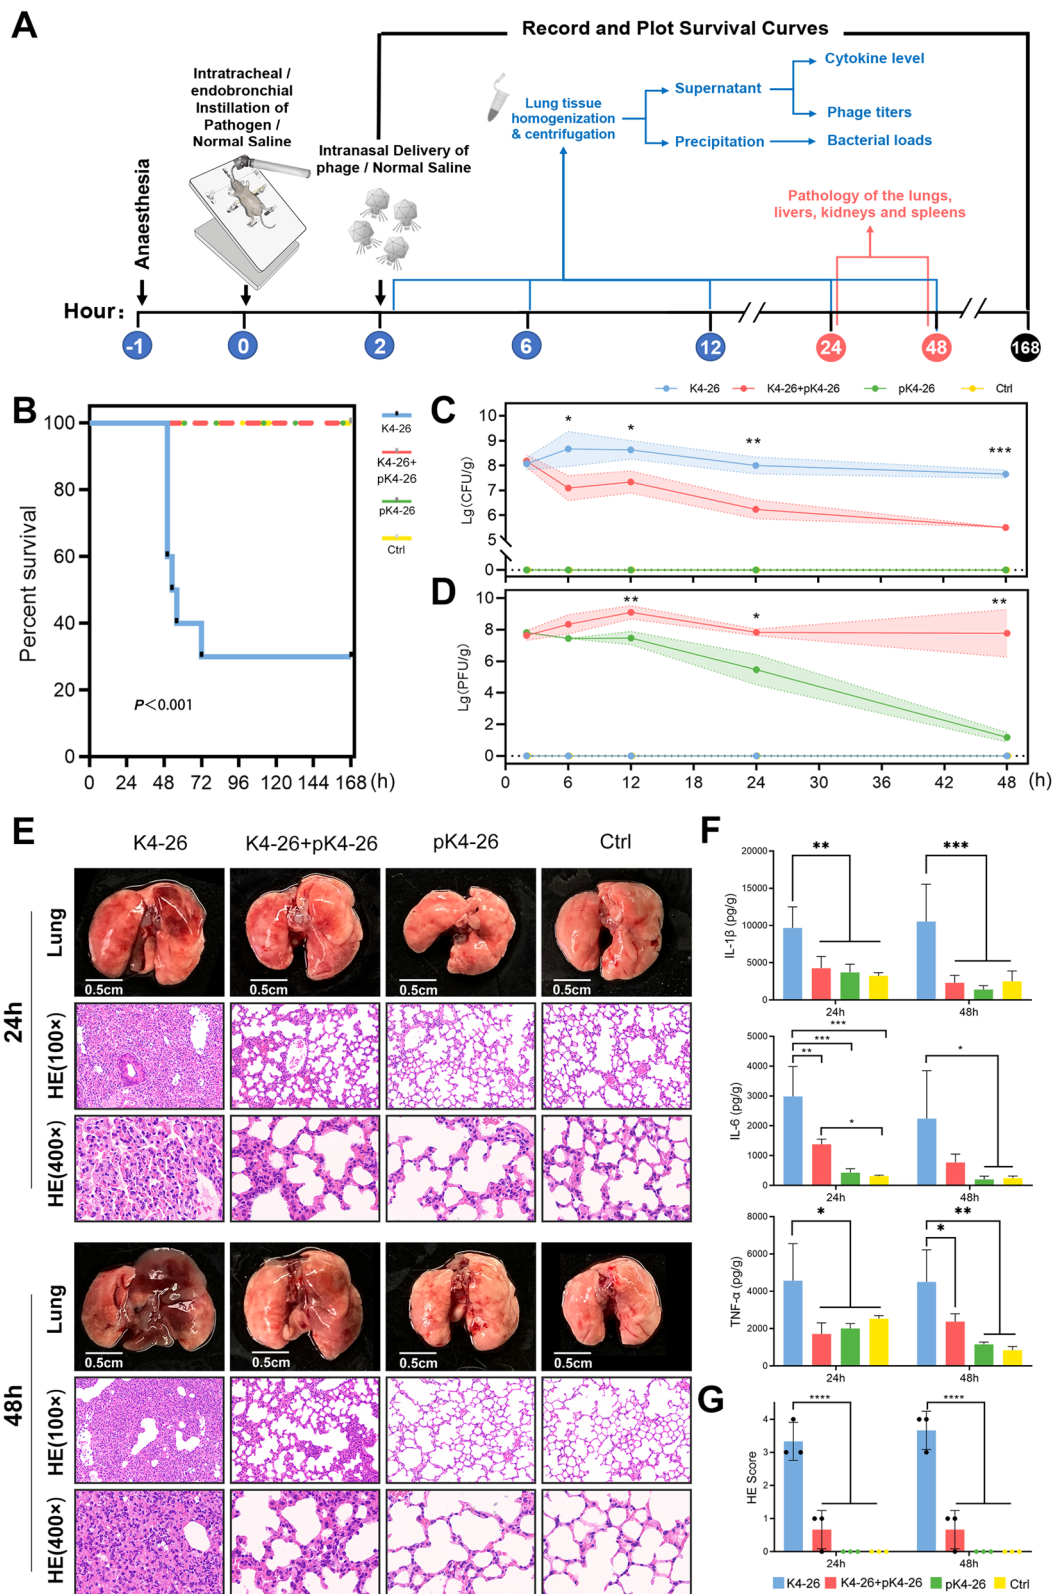 A
Record and Plot Survival Curves
Intratracheal /
endobronchial
Instillation of
Pathogen /
Normal Saline
Anaesthesia
Intranasal Delivery of
phage / Normal Saline
Lung tissue
homogenization
& centrifugation
Supernatant
Precipitation
Cytokine level
Phage titers
Bacterial loads
Pathology of the lungs,
livers, kidneys and spleens
Hour:
-1 0 2 6 12 24 48 168
B
Percent survival
100
80
60
40
20
0
P<0.001
0 24 48 72 96 120 144 168 (h)
K4-26
K4-26+
pK4-26
pK4-26
Ctrl
K4-26 K4-26+pK4-26 pK4-26 Ctrl
C
Lg(CFU/g)
10
9
8
7
6
5
0
* * ** ***
D
Lg(PFU/g)
10
8
6
4
2
0
** * **
0 6 12 24 30 36 42 48 (h)
E
K4-26 K4-26+pK4-26 pK4-26 Ctrl
24h
Lung
0.5cm 0.5cm 0.5cm 0.5cm
HE(100×)
HE(400×)
48h
Lung
0.5cm 0.5cm 0.5cm 0.5cm
HE(100×)
HE(400×)
F
IL-1β (pg/g)
20000
15000
10000
5000
0
** ***
24h 48h
IL-6 (pg/g)
5000
4000
3000
2000
1000
0
***
***
**
*
*
24h 48h
TNF-α (pg/g)
8000
6000
4000
2000
0
* **
*
24h 48h
G
HE Score
4
3
2
1
0
**** ****
24h 48h
K4-26 K4-26+pK4-26 pK4-26 Ctrl